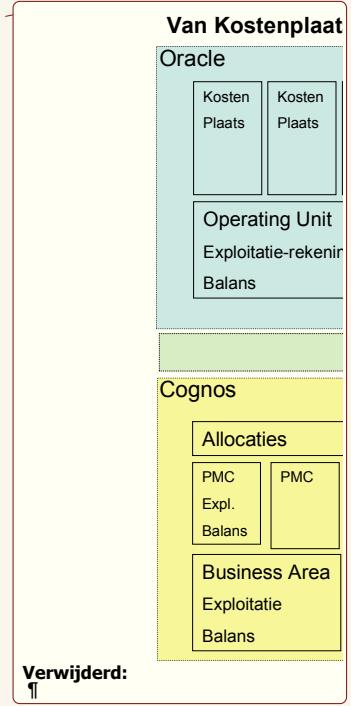 Van Kostenplaat
Oracle
Kosten Kosten
Plaats Plaats
Operating Unit
Exploitatie-rekenin
Balans
Cognos
Allocaties
PMC PMC
Expl.
Balans
Business Area
Exploitatie
Balans
Verwijderd:
¶